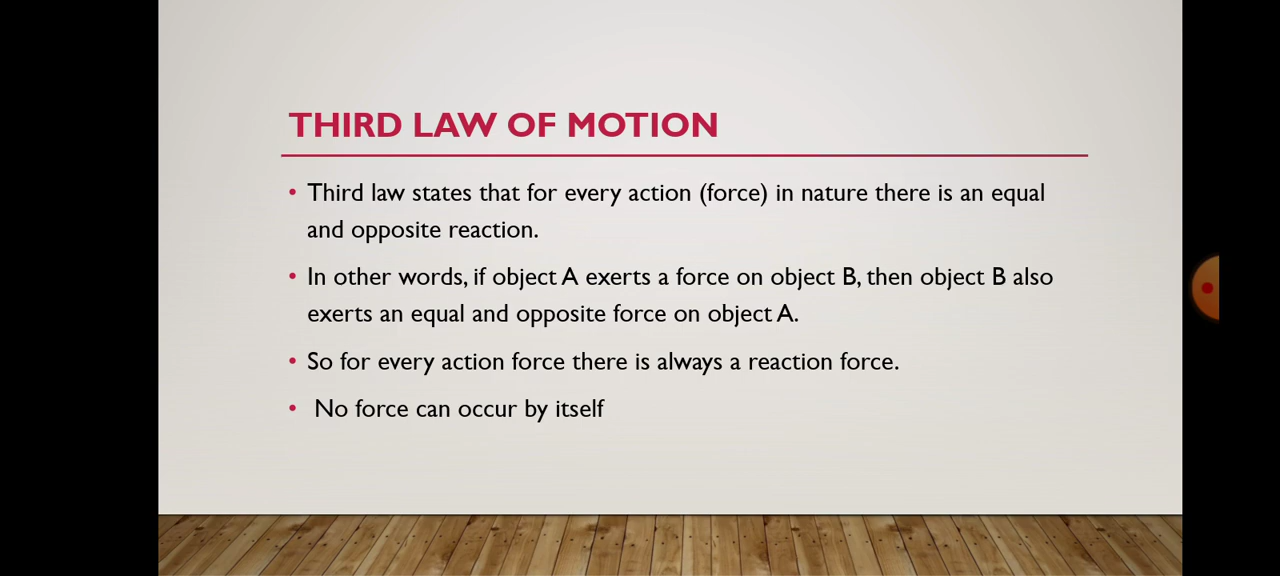 THIRD LAW OF MOTION
• Third law states that for every action (force) in nature there is an equal
and opposite reaction.
• In other words, if object A exerts a force on object B, then object B also
exerts an equal and opposite force on object A.
• So for every action force there is always a reaction force.
• No force can occur by itself